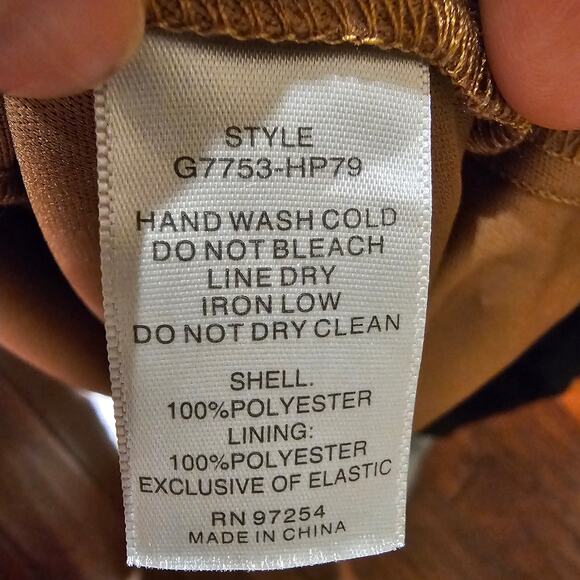 STYLE
G7753-HP79
HAND WASH COLD
DO NOT BLEACH
LINE DRY
IRON LOW
DO NOT DRY CLEAN
SHELL.
100%POLYESTER
LINING:
100%POLYESTER
EXCLUSIVE OF ELASTIC
RN 97254
MADE IN CHINA